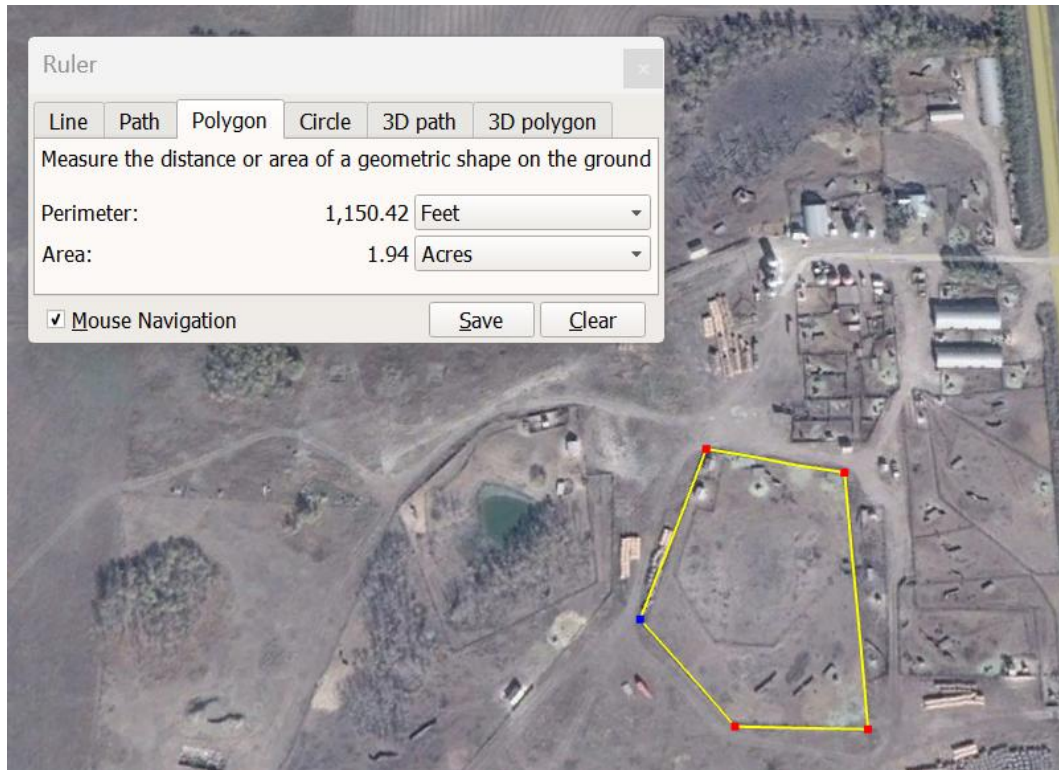 Ruler
Line Path Polygon Circle 3D path 3D polygon
Measure the distance or area of a geometric shape on the ground
Perimeter: 1,150.42 Feet
Area: 1.94 Acres
Mouse Navigation Save Clear